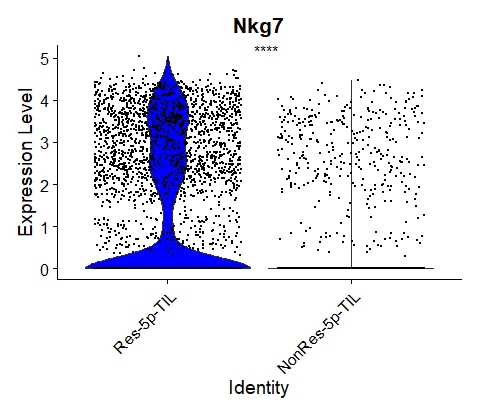 Nkg7
****
Expression Level
5
4
3
2
1
0
Res-5p-TIL
NonRes-5p-TIL
Identity